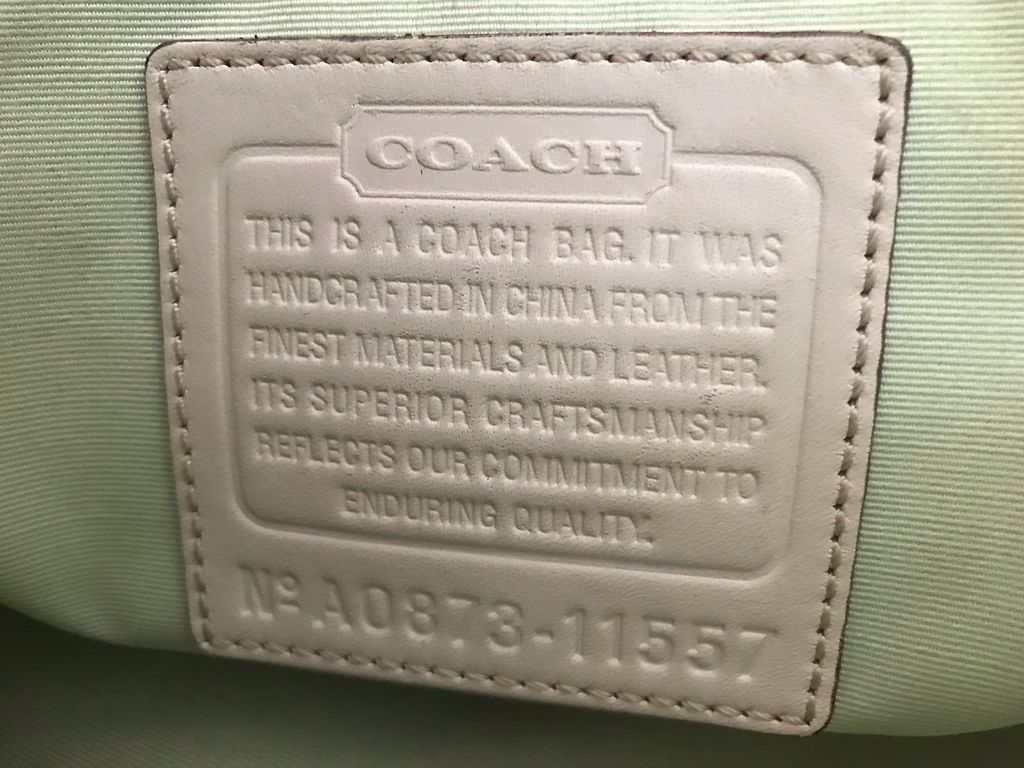 COACH
THIS IS A COACH BAG. IT WAS
HANDCRAFTED IN CHINA FROM THE
FINEST MATERIALS AND LEATHER.
ITS SUPERIOR CRAFTSMANSHIP
REFLECTS OUR COMMITMENT TO
ENDURING QUALITY.
Nº A0873-11557